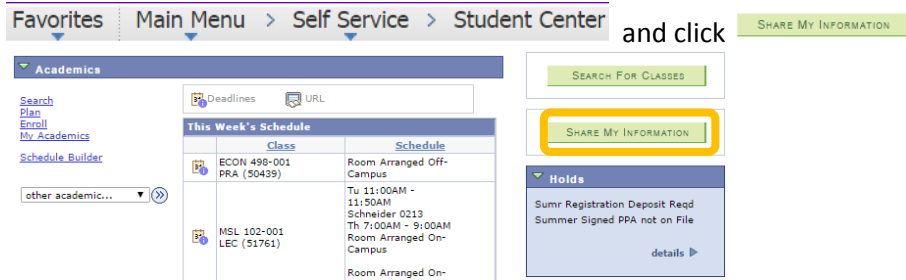 Favorites Main Menu > Self Service > Student Center and click SHARE MY INFORMATION
Academics
Search
Plan
Enroll
My Academics
Schedule Builder
other academic...
Deadlines URL
This Week's Schedule
Class Schedule
ECON 498-001
PRA (50439)
Room Arranged Off-
Campus
MSL 102-001
LEC (51761)
Tu 11:00AM -
11:50AM
Schneider 0213
Th 7:00AM - 9:00AM
Room Arranged On-
Campus
Room Arranged On-
SEARCH FOR CLASSES
SHARE MY INFORMATION
Holds
Sumr Registration Deposit Reqd
Summer Signed PPA not on File
details